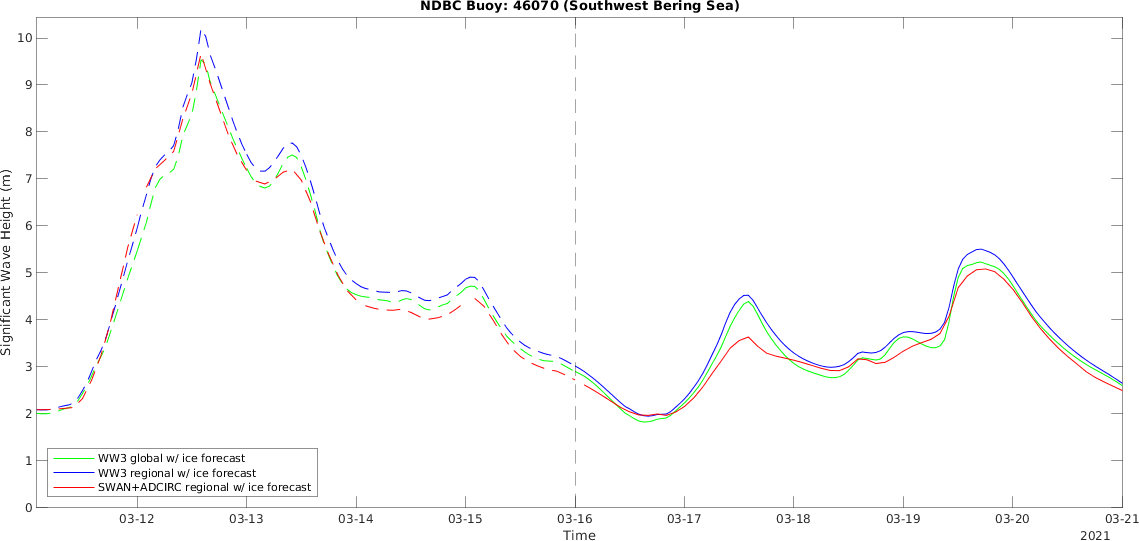 NDBC Buoy: 46070 (Southwest Bering Sea)
Significant Wave Height (m)
10
9
8
7
6
5
4
3
2
1
0
WW3 global w/ ice forecast
WW3 regional w/ ice forecast
SWAN+ADCIRC regional w/ ice forecast
03-12 03-13 03-14 03-15 03-16 03-17 03-18 03-19 03-20 03-21
Time
2021